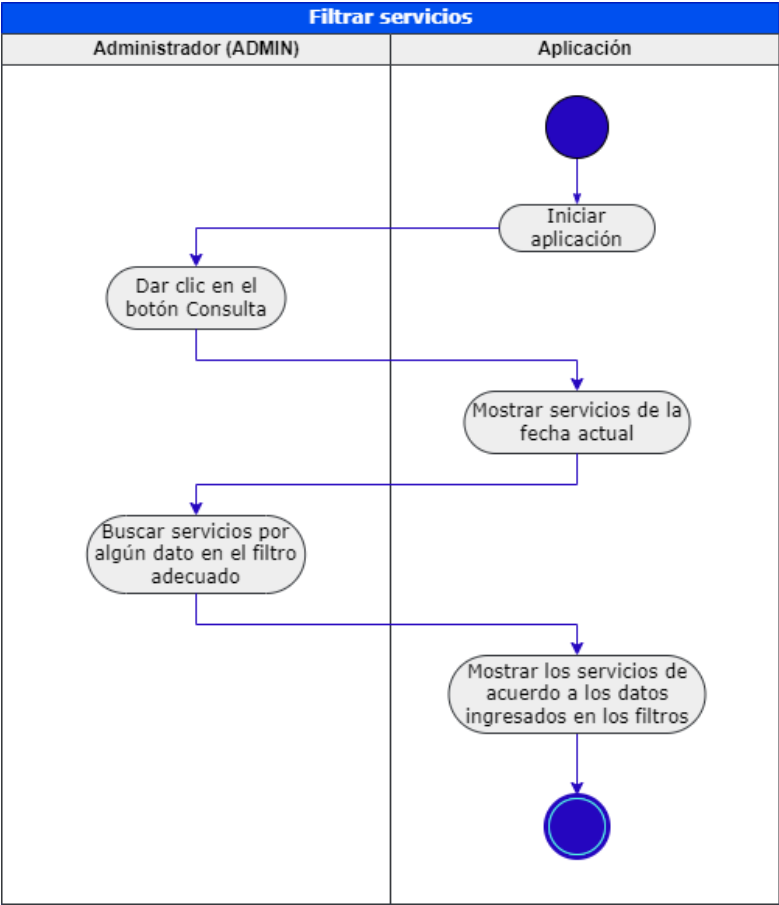 Filtrar servicios
Administrador (ADMIN)
Aplicación
Iniciar
aplicación
Dar clic en el
botón Consulta
Mostrar servicios de la
fecha actual
Buscar servicios por
algún dato en el filtro
adecuado
Mostrar los servicios de
acuerdo a los datos
ingresados en los filtros